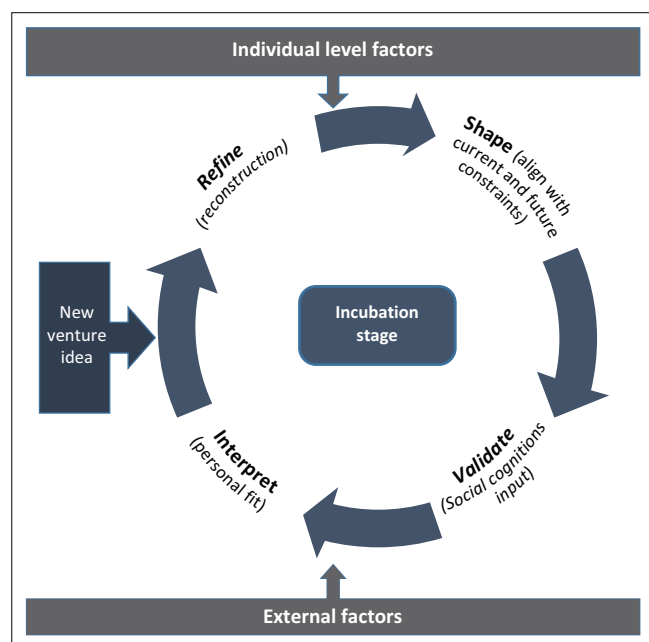 Individual level factors
Refine
(reconstruction)
Shape (align with
current and future
constraints)
New
venture
idea
Incubation
stage
Interpret
(personal fit)
Validate
(Social cognitions
input)
External factors